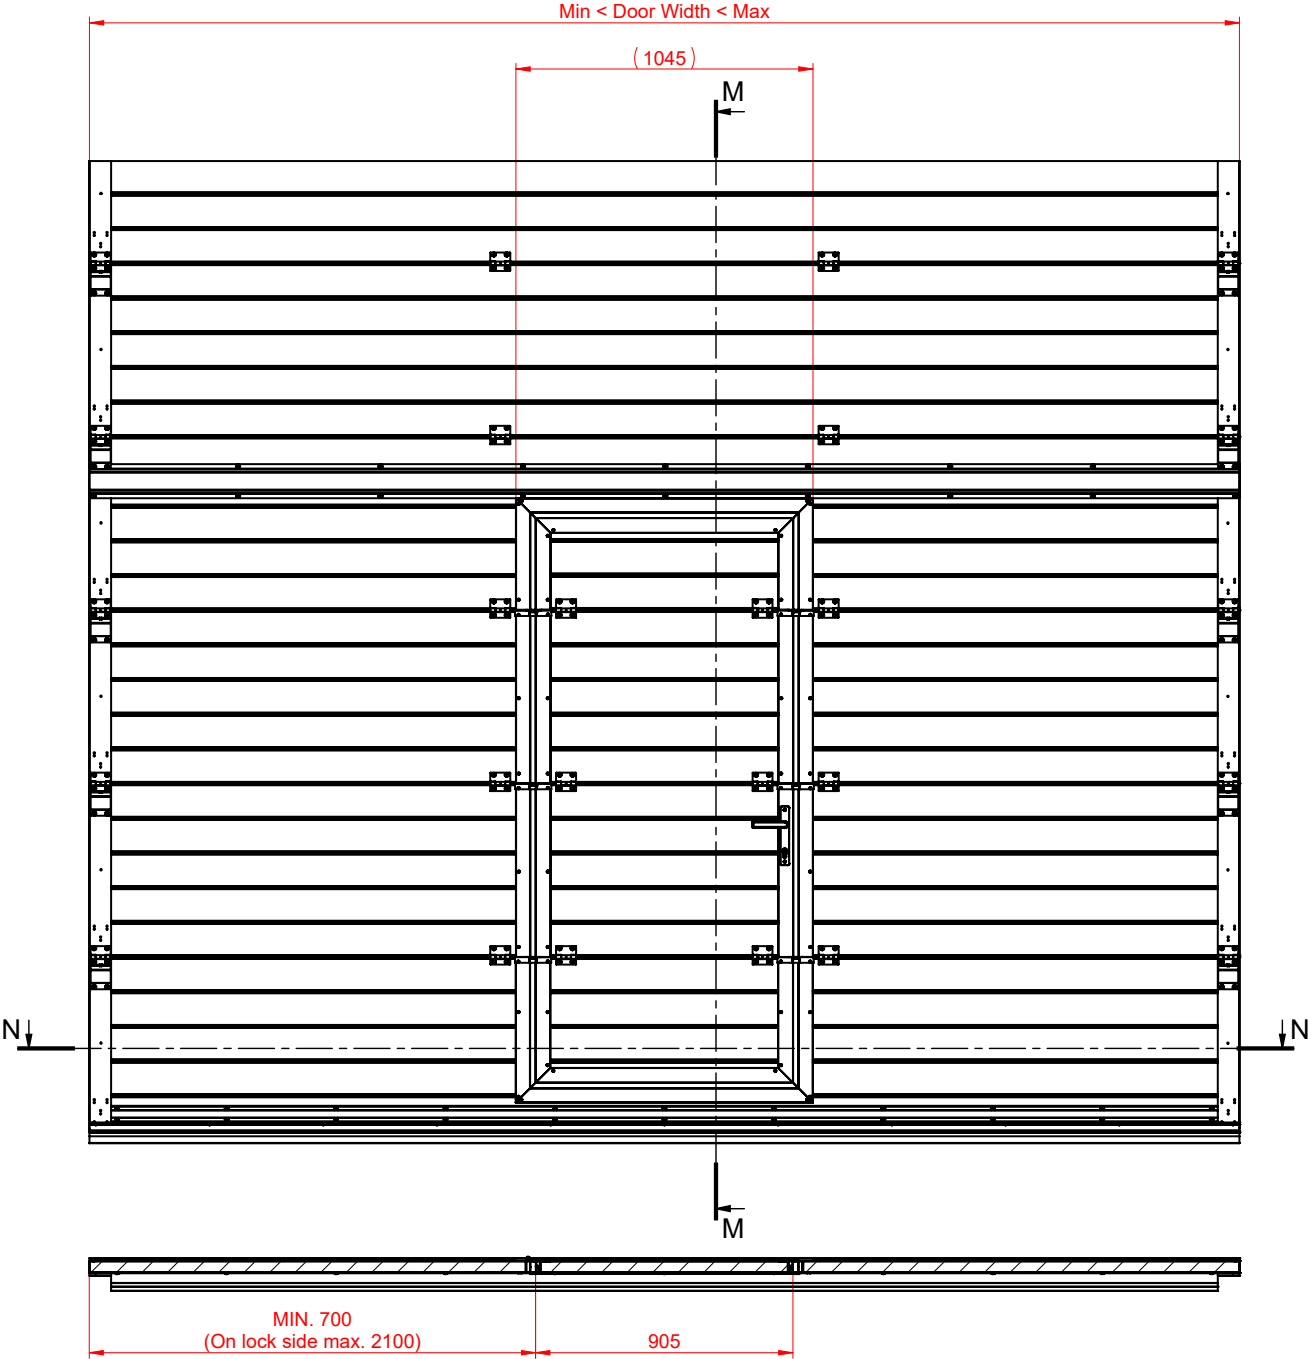 Min < Door Width < Max
(1045)
M
N
N
M
MIN. 700
(On lock side max. 2100)
905